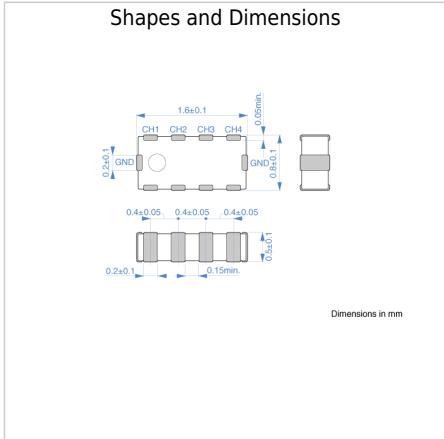 Shapes and Dimensions
1.6±0.1
0.05min.
CH1 CH2 CH3 CH4
0.2±0.1
GND
GND
0.8±0.1
0.4±0.05 0.4±0.05 0.4±0.05
0.5±0.1
0.2±0.1
0.15min.
Dimensions in mm